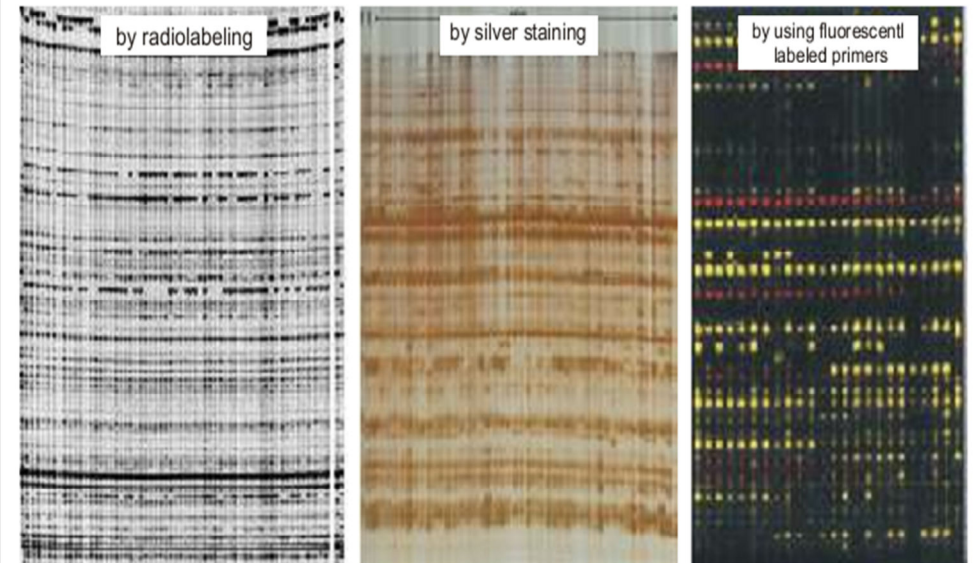 by radiolabeling
by silver staining
by using fluorescentl
labeled primers